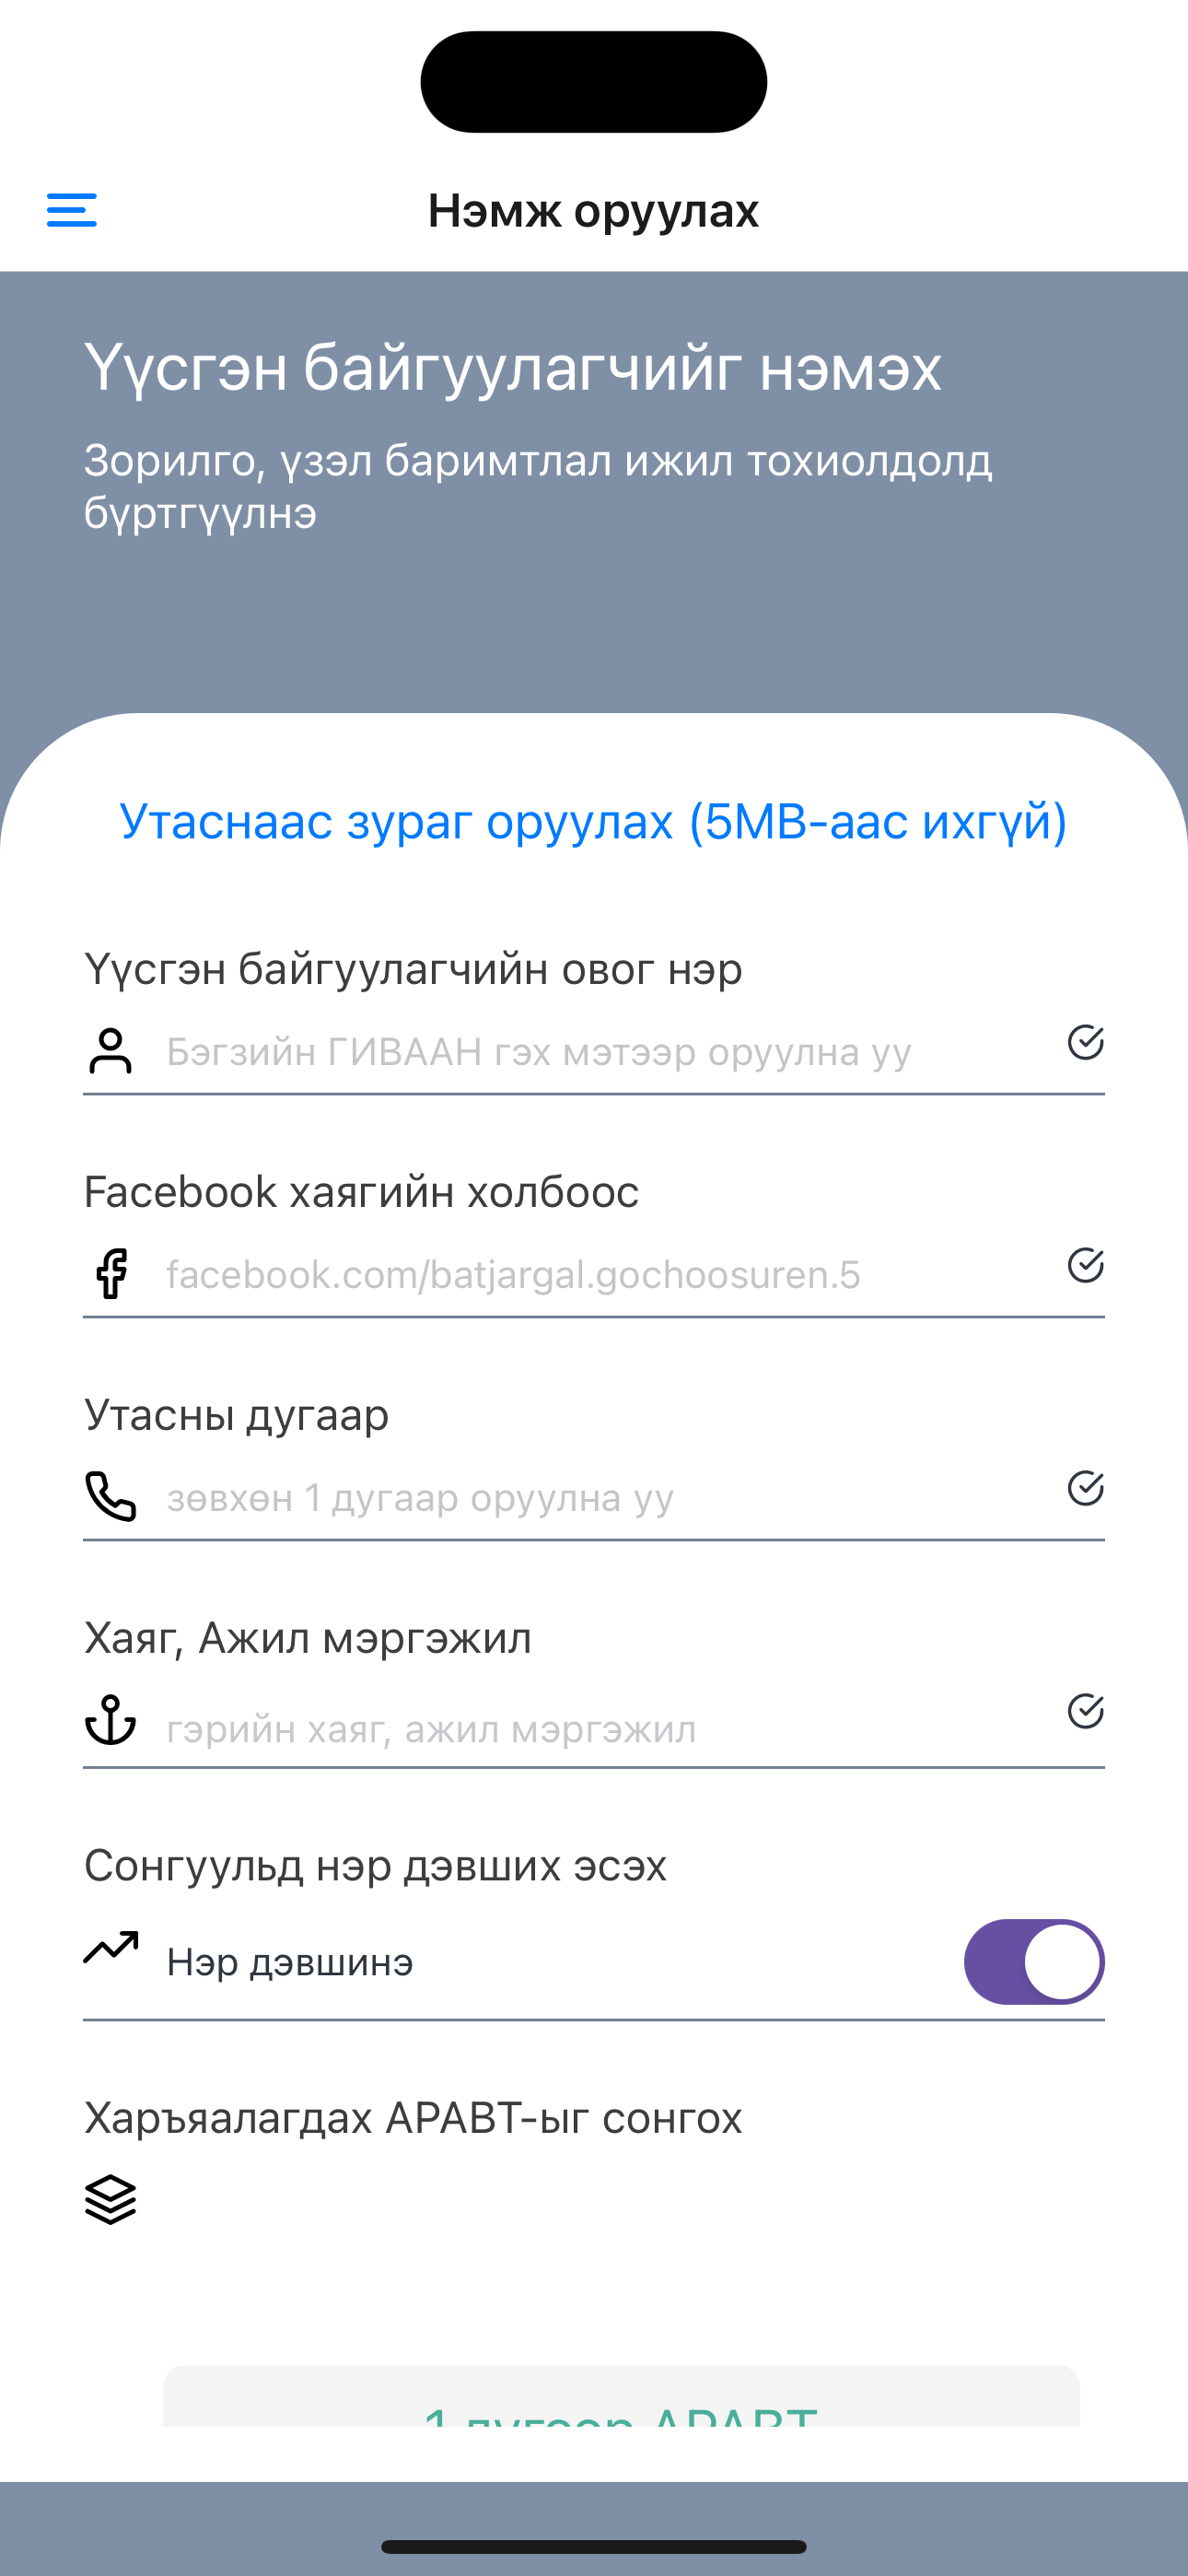 Нэмж оруулах
Үүсгэн байгуулагчийг нэмэх
Зорилго, үзэл баримтлал ижил тохиолдолд
бүртгүүлнэ
Утаснаас зураг оруулах (5MB-аас ихгүй)
Үүсгэн байгуулагчийн овог нэр
Бэгзийн ГИВААН гэх мэтээр оруулна уу
Facebook хаягийн холбоос
facebook.com/batjargal.gochoosuren.5
Утасны дугаар
зөвхөн 1 дугаар оруулна уу
Хаяг, Ажил мэргэжил
гэрийн хаяг, ажил мэргэжил
Сонгуульд нэр дэвших эсэх
Нэр дэвшинэ
Харъяалагдах АРАВТ-ыг сонгох
1 дугаар АРАВТ